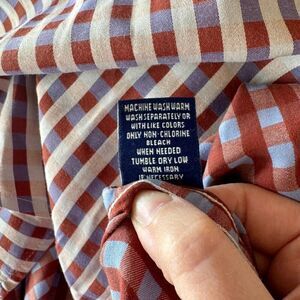 MACHINE WASH WARM
WASH SEPARATELY OR
WITH LIKE COLORS
ONLY NON-CHLORINE
BLEACH
WHEN NEEDED
TUMBLE DRY LOW
WARM IRON
IF NECESSARY